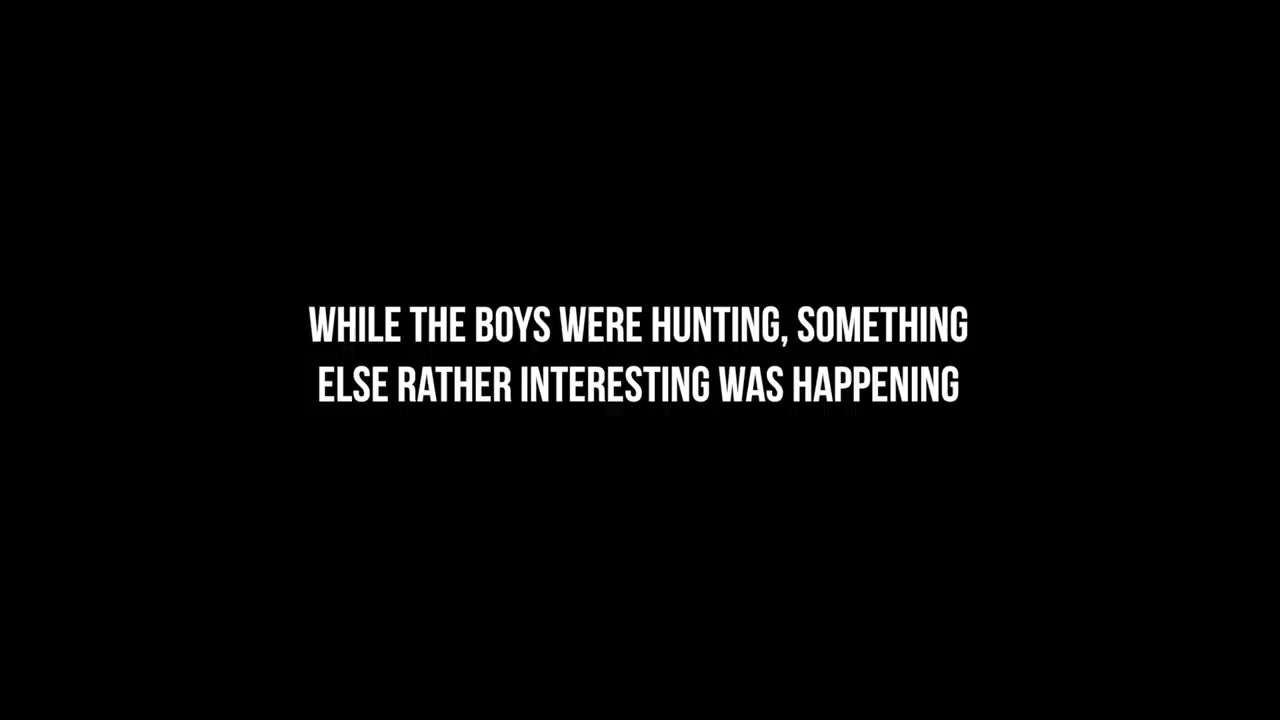 WHILE THE BOYS WERE HUNTING, SOMETHING
ELSE RATHER INTERESTING WAS HAPPENING